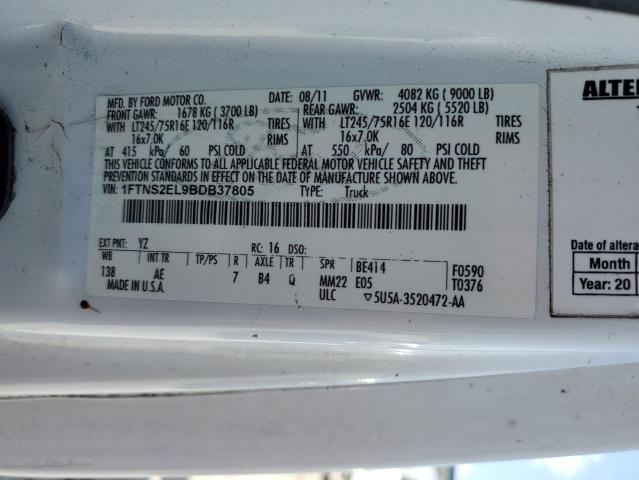 MFD. BY FORD MOTOR CO. DATE: 08/11 GVWR: 4082 KG ( 9000 LB)
FRONT GAWR: 1678 KG ( 3700 LB) REAR GAWR: 2504 KG ( 5520 LB)
WITH LT245/75R16E 120/116R TIRES WITH LT245/75R16E 120/116R TIRES
16x7.0K RIMS 16x7.0K RIMS
AT 415 kPa/ 60 PSI COLD AT 550 kPa/ 80 PSI COLD
THIS VEHICLE CONFORMS TO ALL APPLICABLE FEDERAL MOTOR VEHICLE SAFETY AND THEFT
PREVENTION STANDARDS IN EFFECT ON THE DATE OF MANUFACTURE SHOWN ABOVE.
VIN: 1FTNS2EL9BDB37805 TYPE: Truck
EXT PNT: YZ RC: 16 DSO:
WB INT TR TP/PS R AXLE TR SPR BE414 F0590
138 AE 7 B4 Q MM22 E05 T0376
MADE IN U.S.A. ULC ▽5U5A-3520472-AA
ALTE
Date of altera
Month
Year: 20